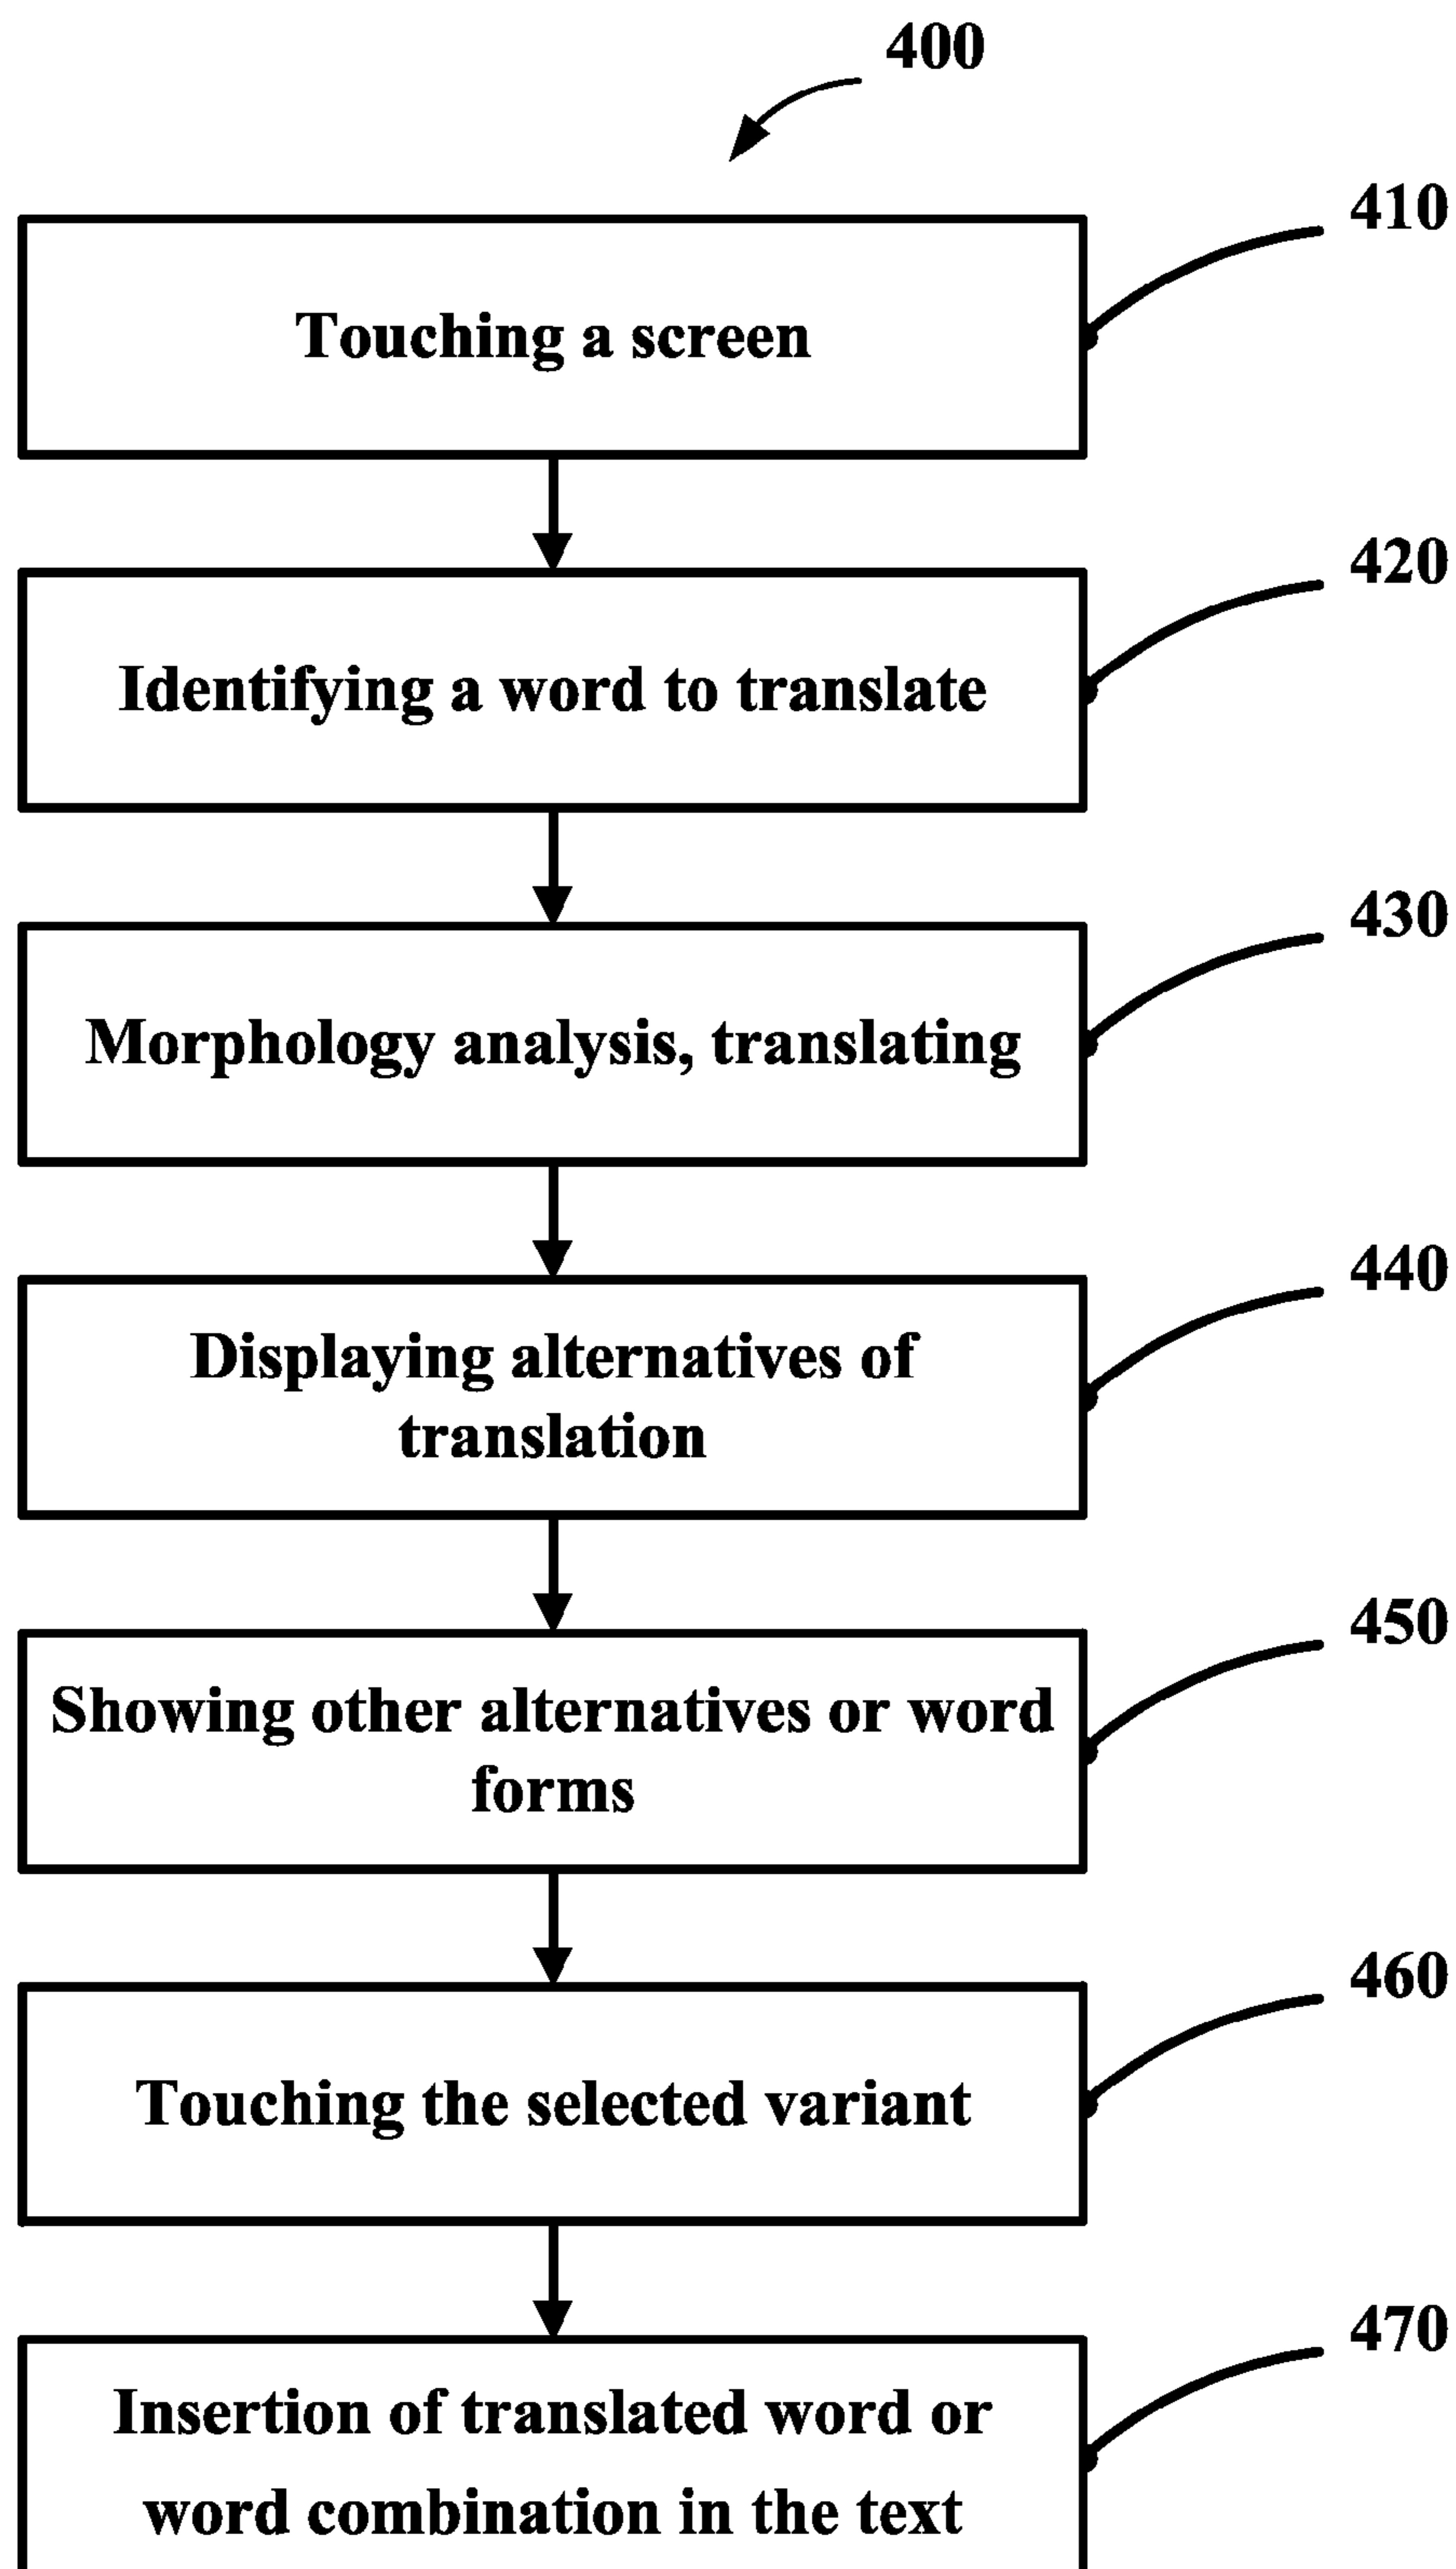 400
410
Touching a screen
420
Identifying a word to translate
430
Morphology analysis, translating
440
Displaying alternatives of
translation
450
Showing other alternatives or word
forms
460
Touching the selected variant
470
Insertion of translated word or
word combination in the text